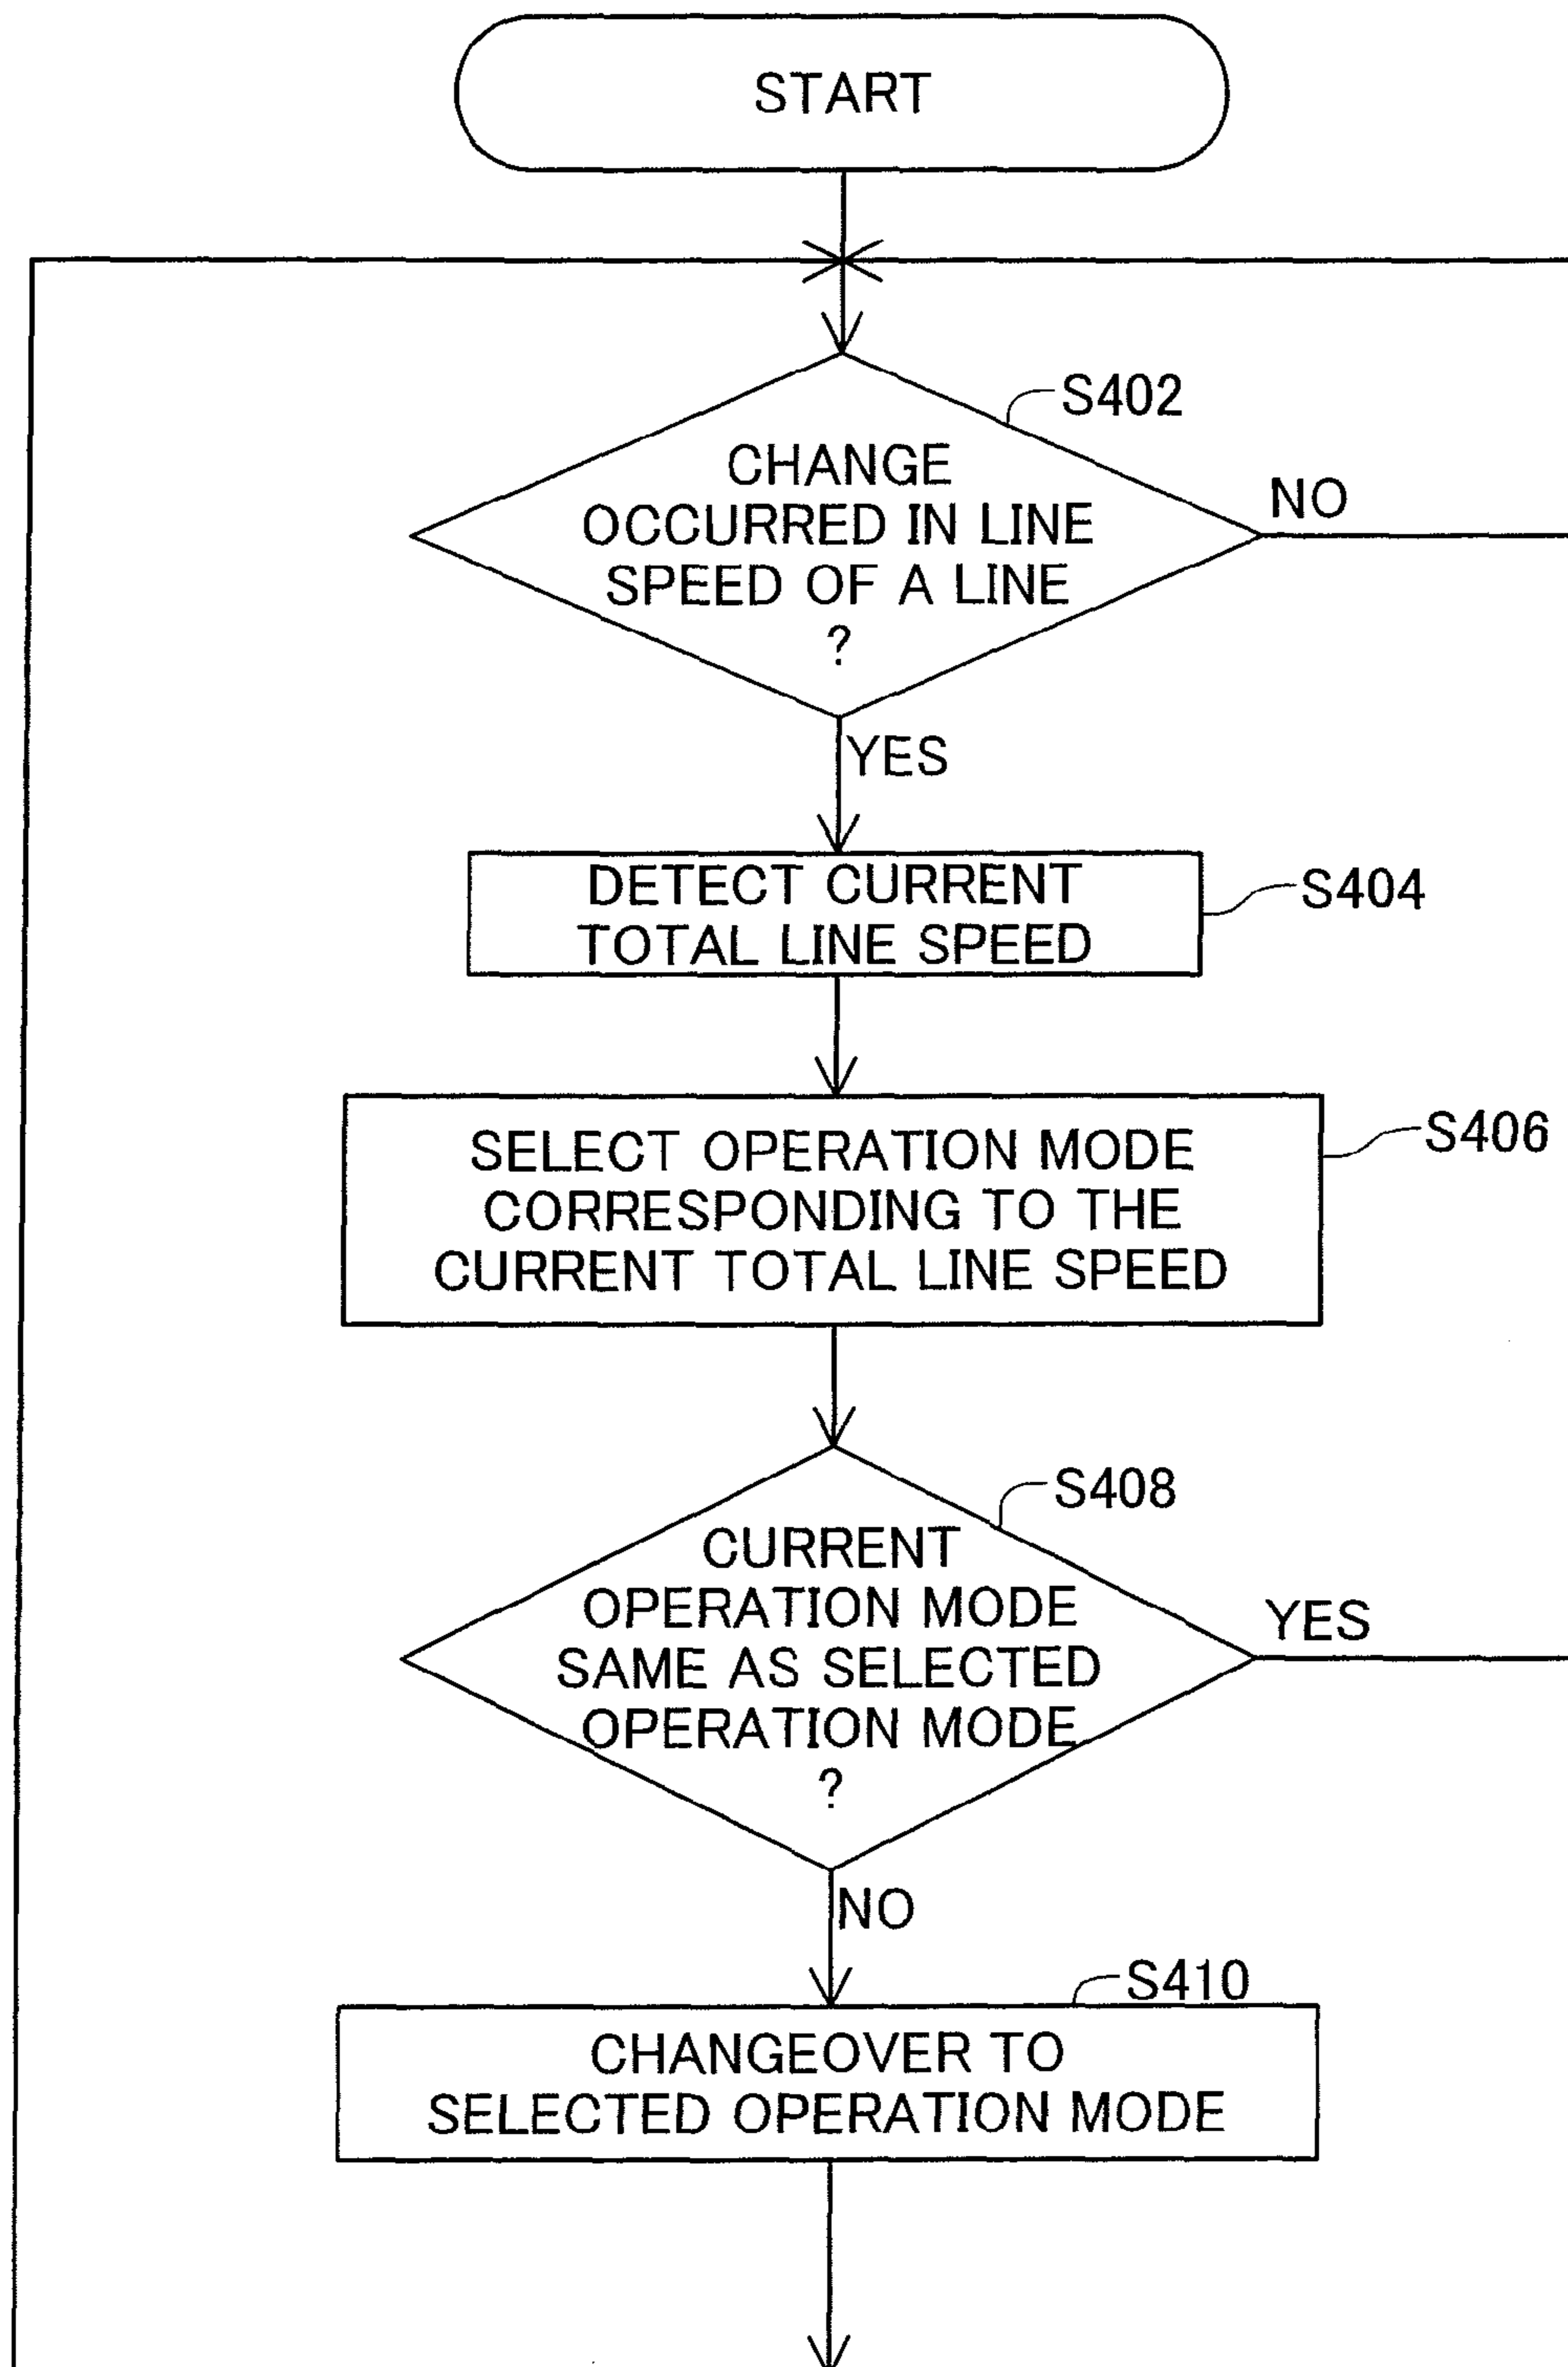 START
S402
CHANGE
OCCURRED IN LINE
SPEED OF A LINE
?
NO
YES
DETECT CURRENT
TOTAL LINE SPEED
S404
SELECT OPERATION MODE
CORRESPONDING TO THE
CURRENT TOTAL LINE SPEED
S406
S408
CURRENT
OPERATION MODE
SAME AS SELECTED
OPERATION MODE
?
YES
NO
S410
CHANGEOVER TO
SELECTED OPERATION MODE